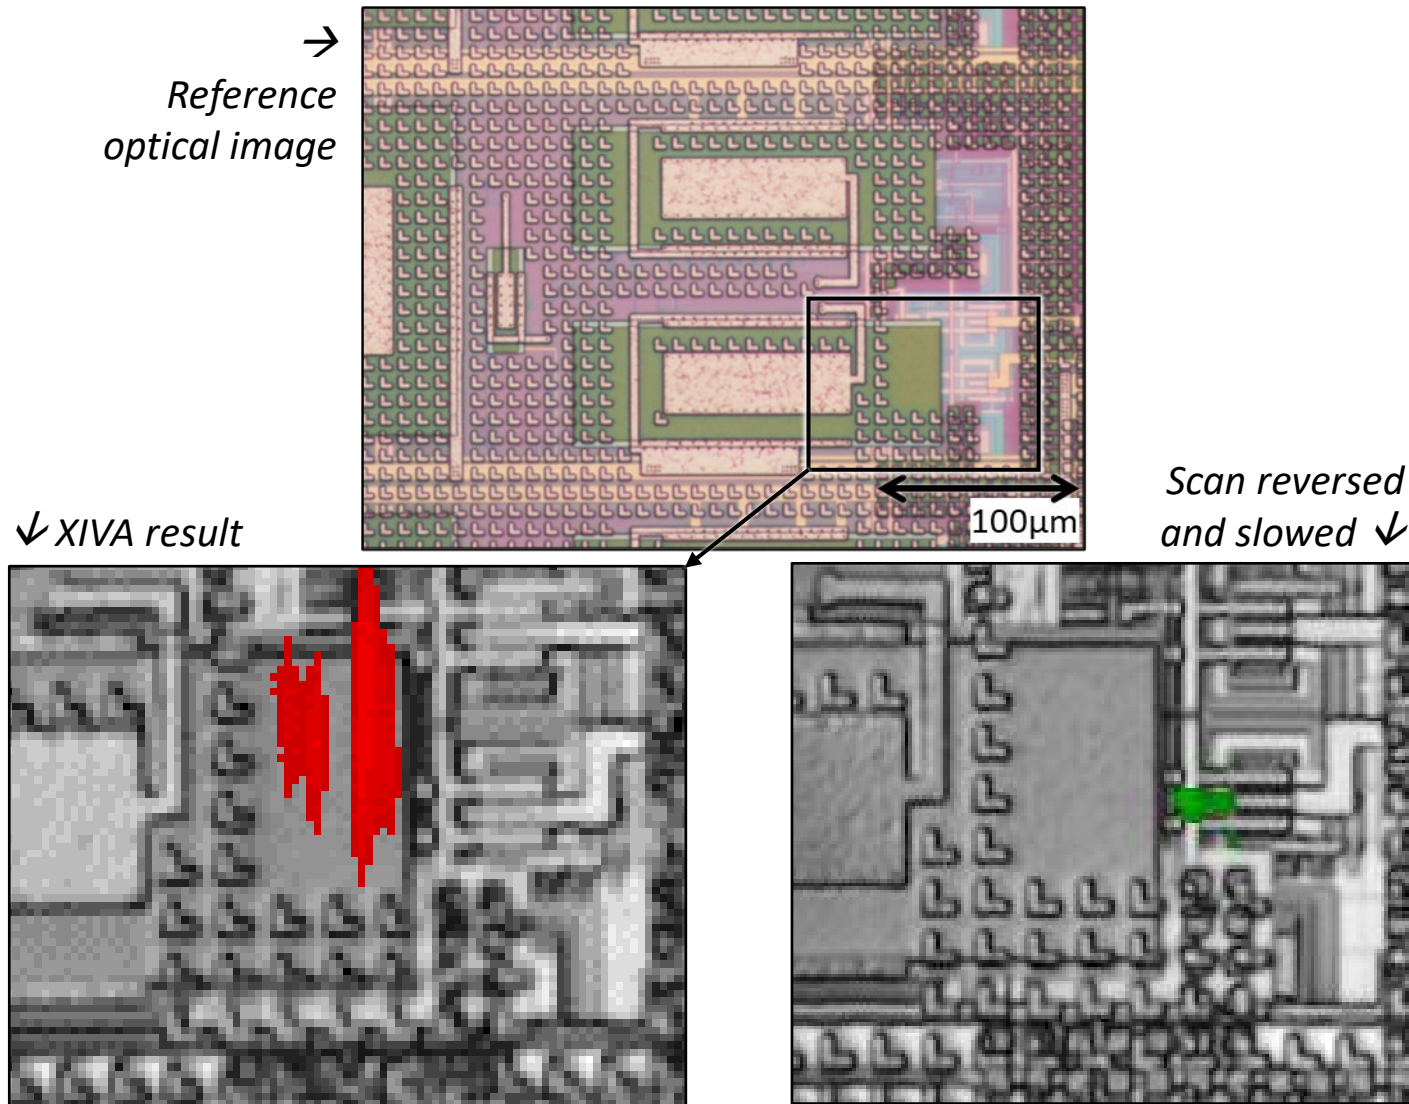 →
Reference
optical image
100μm
↓ XIVA result
Scan reversed
and slowed ↓